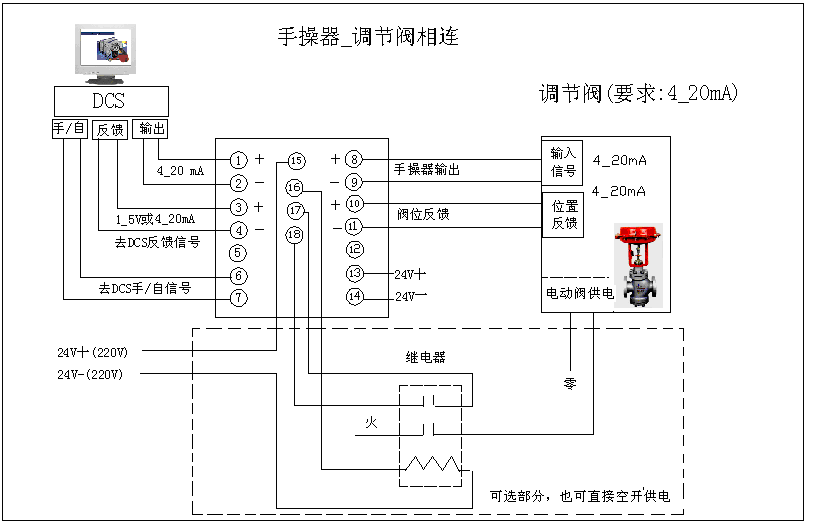 手操器_调节阀相连
调节阀(要求:4_20mA)
DCS
手/自
反馈
输出
4_20 mA
1_5V或4_20mA
去DCS反馈信号
去DCS手/自信号
1 +
2 -
3 +
4 -
5
6
7
15
16
17
18
+ 8
- 9
+ 10
- 11
12
13
14
24V+
24V-
手操器输出
阀位反馈
输入
信号
4_20mA
4_20mA
位置
反馈
电动阀供电
24V+(220V)
24V-(220V)
继电器
火
零
可选部分，也可直接空开供电